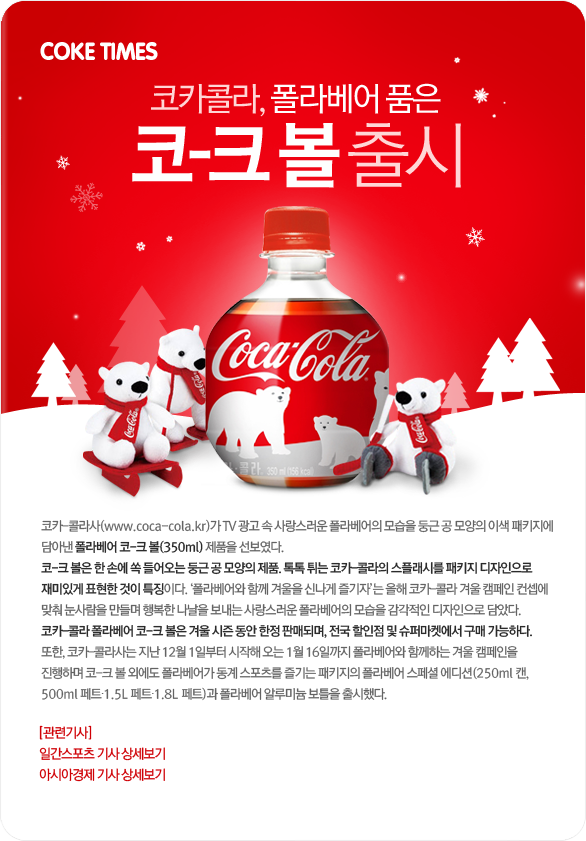 COKE TIMES
코카콜라, 폴라베어 품은
코-크 볼 출시
Coca-Cola
Coca-Cola
Coca-Cola
콜라. 350 ml (158 kcal)
코카-콜라사(www.coca-cola.kr)가 TV 광고 속 사랑스러운 폴라베어의 모습을 둥근 공 모양의 이색 패키지에
담아낸 폴라베어 코-크 볼(350ml) 제품을 선보였다.
코-크 볼은 한 손에 쏙 들어오는 둥근 공 모양의 제품. 톡톡 튀는 코카-콜라의 스플래시를 패키지 디자인으로
재미있게 표현한 것이 특징이다. '폴라베어와 함께 겨울을 신나게 즐기자'는 올해 코카-콜라 겨울 캠페인 컨셉에
맞춰 눈사람을 만들며 행복한 나날을 보내는 사랑스러운 폴라베어의 모습을 감각적인 디자인으로 담았다.
코카-콜라 폴라베어 코-크 볼은 겨울 시즌 동안 한정 판매되며, 전국 할인점 및 슈퍼마켓에서 구매 가능하다.
또한, 코카-콜라사는 지난 12월 1일부터 시작해 오는 1월 16일까지 폴라베어와 함께하는 겨울 캠페인을
진행하며 코-크 볼 외에도 폴라베어가 동계 스포츠를 즐기는 패키지의 폴라베어 스페셜 에디션(250ml 캔,
500ml 페트·1.5L 페트·1.8L 페트)과 폴라베어 알루미늄 보틀을 출시했다.
[관련기사]
일간스포츠 기사 상세보기
아시아경제 기사 상세보기